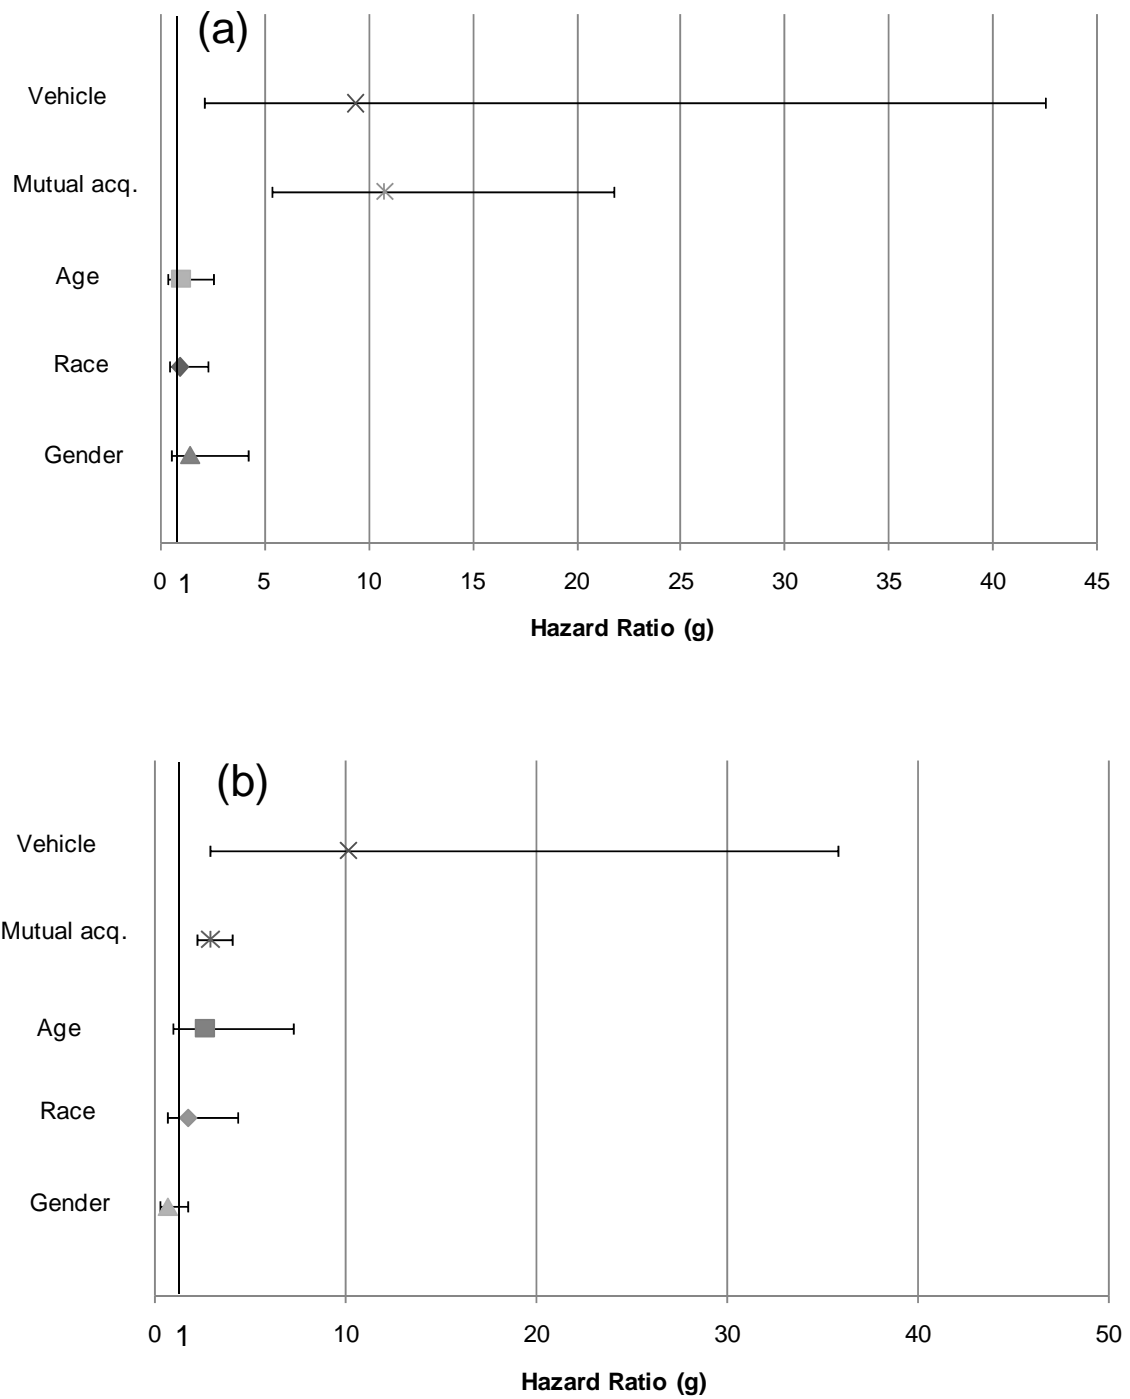 (a)
Vehicle
Mutual acq.
Age
Race
Gender
0 1 5 10 15 20 25 30 35 40 45
Hazard Ratio (g)
(b)
Vehicle
Mutual acq.
Age
Race
Gender
0 1 10 20 30 40 50
Hazard Ratio (g)